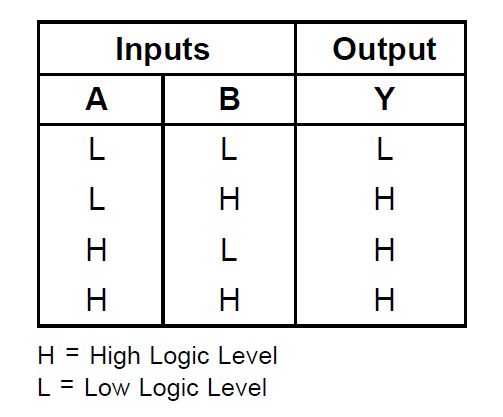 Inputs Output
A B Y
L L L
L H H
H L H
H H H
H = High Logic Level
L = Low Logic Level